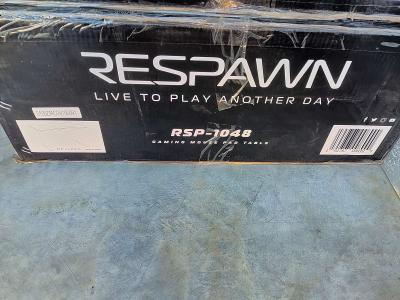 RESPAWN
LIVE TO PLAY ANOTHER DAY
RSP-1048
GAMING MOUSE PAD TABLE